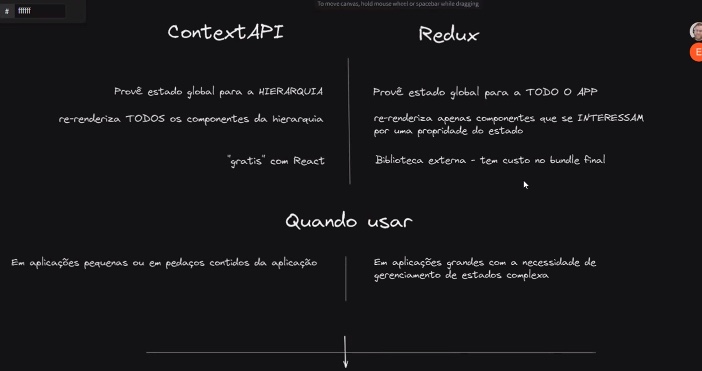 To move canvas, hold mouse wheel or spacebar while dragging
# ffffff
ContextAPI
Redux
E
Provê estado global para a HIERARQUIA
Provê estado global para a TODO O APP
re-renderiza TODOS os componentes da hierarquia
re-renderiza apenas componentes que se INTERESSAM
por uma propridade do estado
"gratis" com React
Biblioteca externa - tem custo no bundle final
Quando usar
Em aplicações pequenas ou em pedaços contidos da aplicação
Em aplicações grandes com a necessidade de
gerenciamento de estados complexa